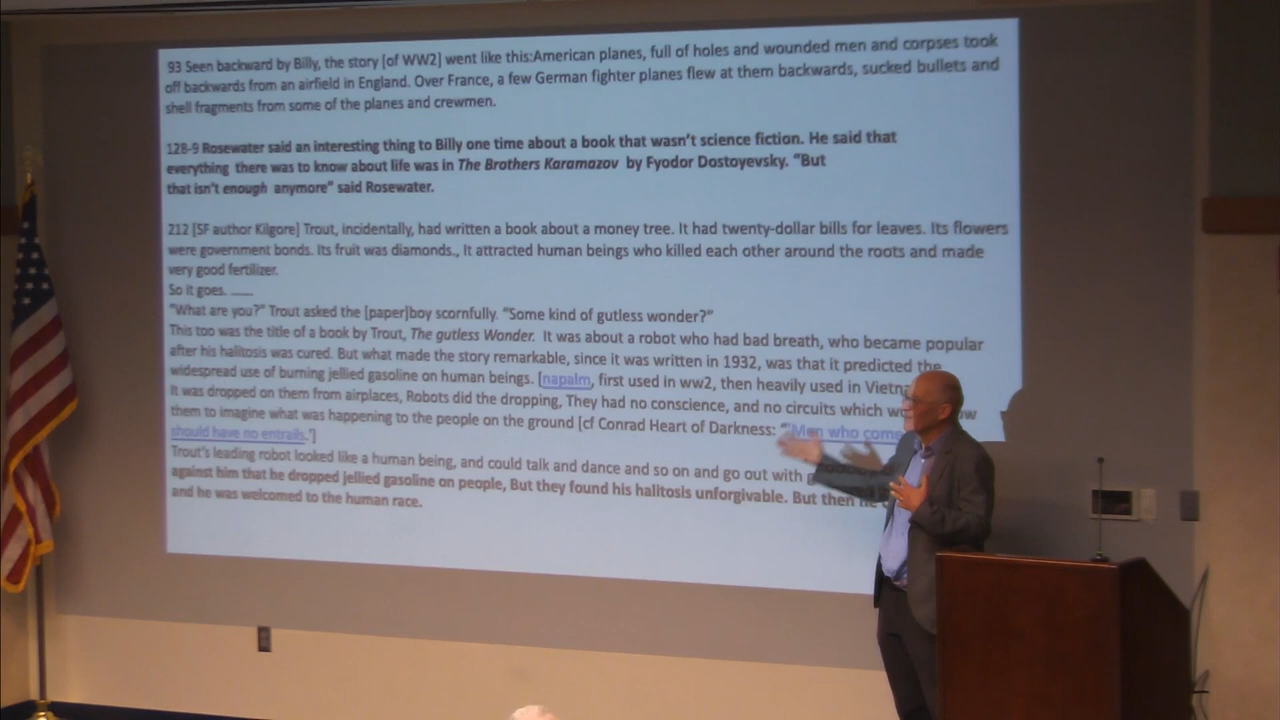 93 Seen backward by Billy, the story [of WW2] went like this:American planes, full of holes and wounded men and corpses took
off backwards from an airfield in England. Over France, a few German fighter planes flew at them backwards, sucked bullets and
shell fragments from some of the planes and crewmen.
128-9 Rosewater said an interesting thing to Billy one time about a book that wasn't science fiction. He said that
everything there was to know about life was in The Brothers Karamazov by Fyodor Dostoyevsky. "But
that isn't enough anymore" said Rosewater.
212 [SF author Kilgore] Trout, incidentally, had written a book about a money tree. It had twenty-dollar bills for leaves. Its flowers
were government bonds. Its fruit was diamonds., It attracted human beings who killed each other around the roots and made
very good fertilizer.
So it goes. .......
"What are you?" Trout asked the [paper]boy scornfully. "Some kind of gutless wonder?"
This too was the title of a book by Trout, The gutless Wonder. It was about a robot who had bad breath, who became popular
after his halitosis was cured. But what made the story remarkable, since it was written in 1932, was that it predicted the
widespread use of burning jellied gasoline on human beings. [napalm, first used in ww2, then heavily used in Vietna
It was dropped on them from airplaces, Robots did the dropping, They had no conscience, and no circuits which
them to imagine what was happening to the people on the ground [cf Conrad Heart of Darkness: "'Men who come
should have no entrails.']
Trout's leading robot looked like a human being, and could talk and dance and so on and go out with
against him that he dropped jellied gasoline on people, But they found his halltosis unforgivable. But then
and he was welcomed to the human race.